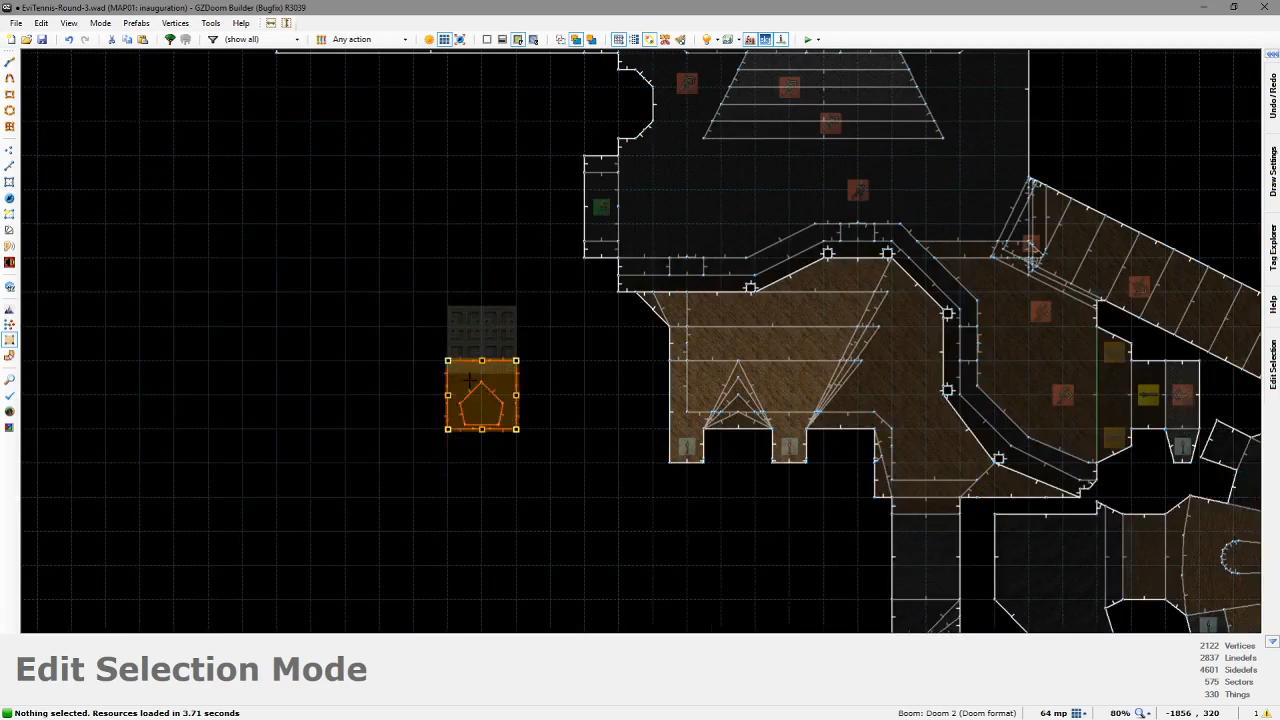 EviTennis-Round-3.wad (MAP01: inauguration) - GZDoom Builder (Bugfix) R3039
File Edit View Mode Prefabs Vertices Tools Help
(show all) Any action
Undo/Redo
Draw Settings
Tag Explorer
Help
Edit Selection
Edit Selection Mode
2122 Vertices
2837 Linedefs
4601 Sidedefs
575 Sectors
330 Things
Nothing selected. Resources loaded in 3.71 seconds
Boom: Doom 2 (Doom format) 64 mp 80% -1856 , 320 1